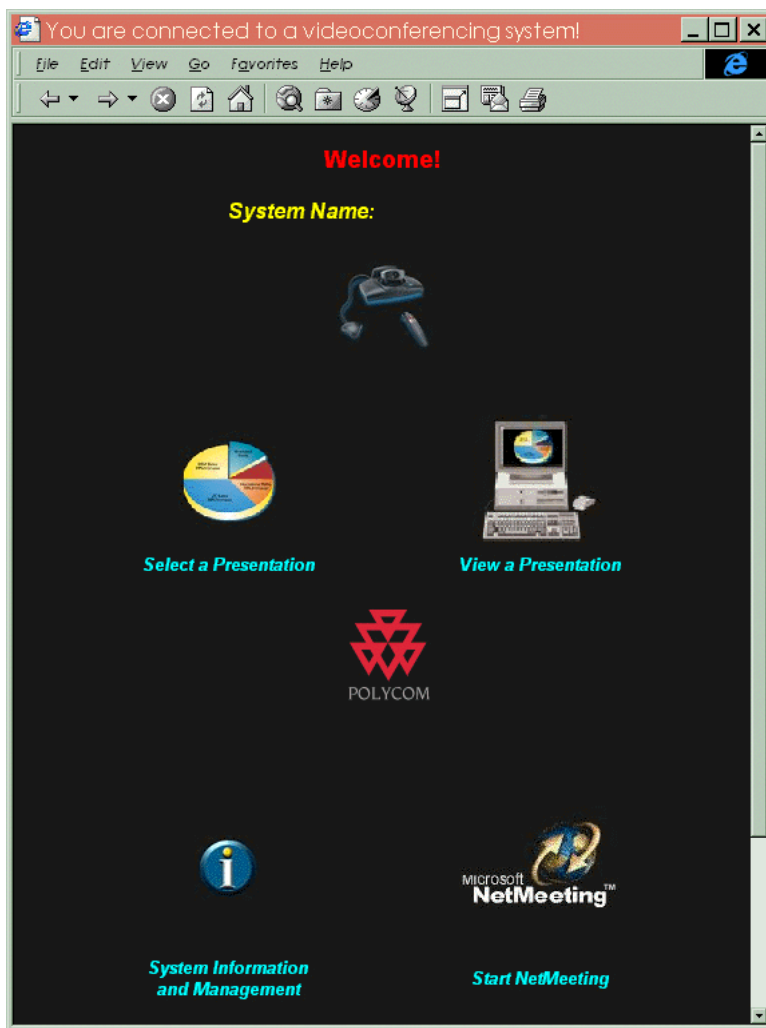 You are connected to a videoconferencing system!
File Edit View Go Favorites Help
Welcome!
System Name:
Select a Presentation
View a Presentation
POLYCOM
Microsoft
NetMeeting™
System Information
and Management
Start NetMeeting